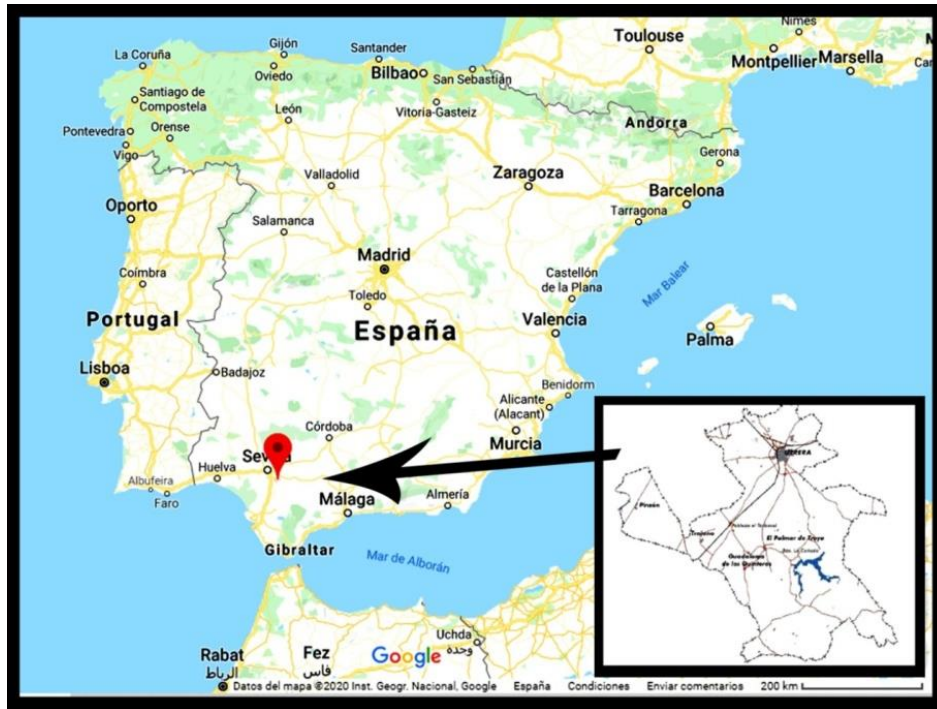 Gijón
La Coruña
Santander
Oviedo
Bilbao
San Sebastián
Toulouse
Nimes
Montpellier
Marsella
Santiago de
Compostela
León
Vitoria-Gasteiz
Andorra
Pontevedra
Orense
Vigo
Gerona
Valladolid
Zaragoza
Barcelona
Oporto
Salamanca
Tarragona
Madrid
Coímbra
Toledo
Castellón
de la Plana
Mar Balear
Portugal
España
Valencia
Palma
Lisboa
Badajoz
Benidorm
Alicante
(Alacant)
Murcia
Córdoba
Huelva
Albufeira
Faro
Málaga
Almería
Gibraltar
Mar de Alborán
Uchda
وجدة
Rabat
الرباط
Fez
فاس
Google
UTRERA
Pinzón
Trajano
El Palmar de Troya
Guadalema
de los Quinteros
Datos del mapa ©2020 Inst. Geogr. Nacional, Google España Condiciones Enviar comentarios 200 km